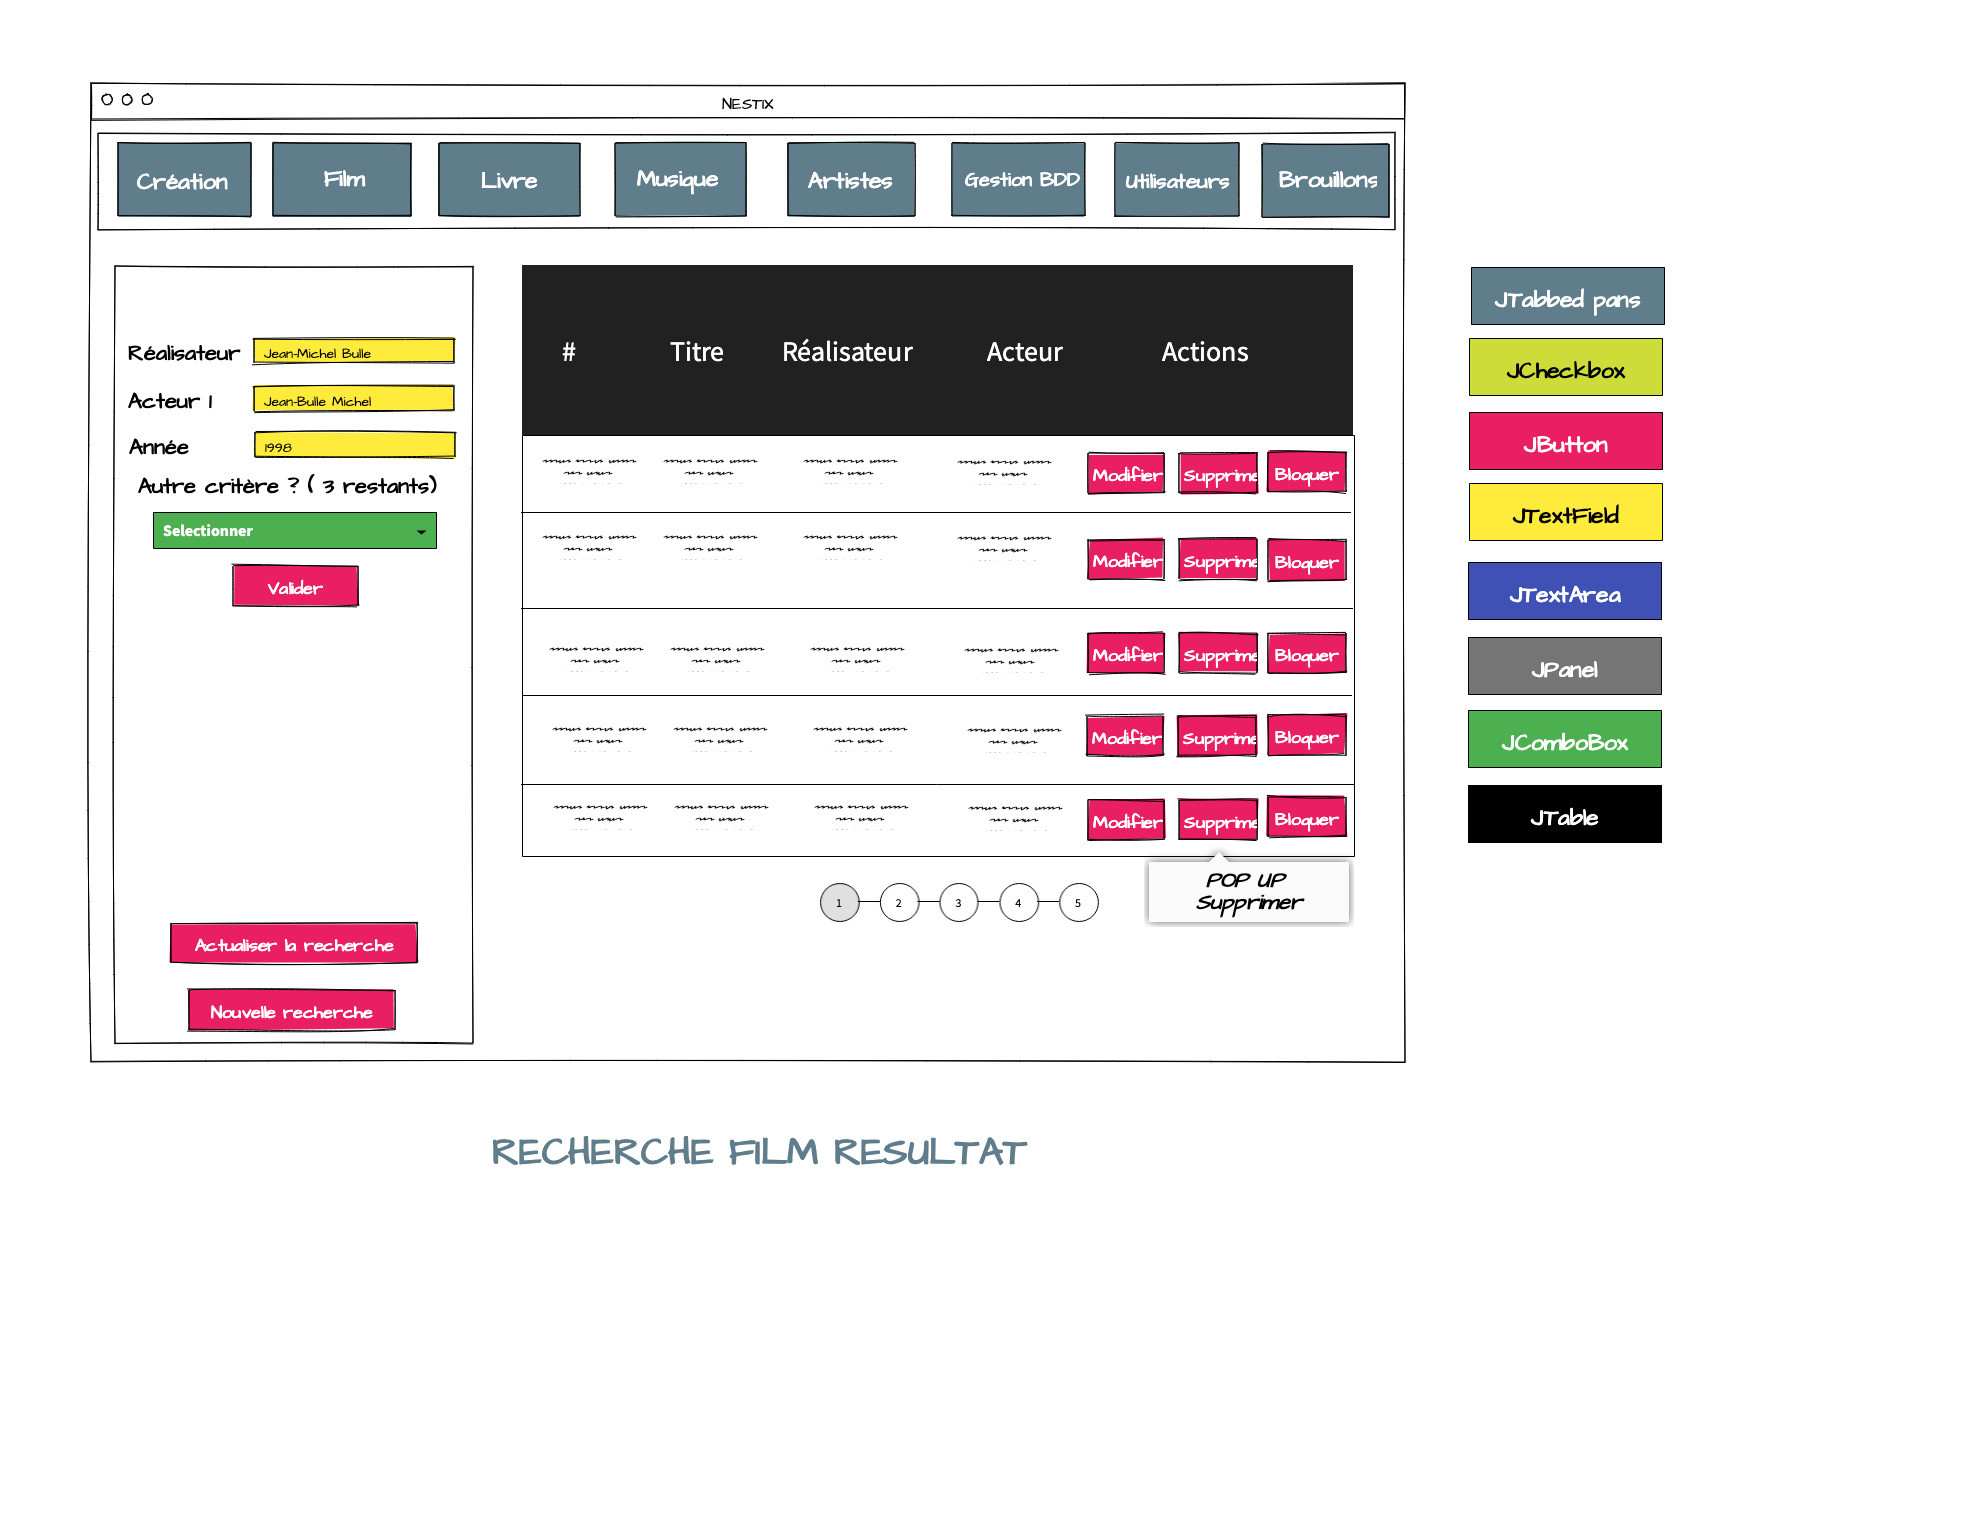 NESTIX
Création Film Livre Musique Artistes Gestion BDD Utilisateurs Brouillons
Réalisateur Jean-Michel Bulle
Acteur 1 Jean-Bulle Michel
Année 1998
Autre critère ? ( 3 restants)
Selectionner
Valider
Actualiser la recherche
Nouvelle recherche
# Titre Réalisateur Acteur Actions
Modifier Supprime Bloquer
Modifier Supprime Bloquer
Modifier Supprime Bloquer
Modifier Supprime Bloquer
Modifier Supprime Bloquer
1 2 3 4 5
POP UP
Supprimer
JTabbed pans
JCheckbox
JButton
JTextField
JTextArea
JPanel
JComboBox
JTable
RECHERCHE FILM RESULTAT